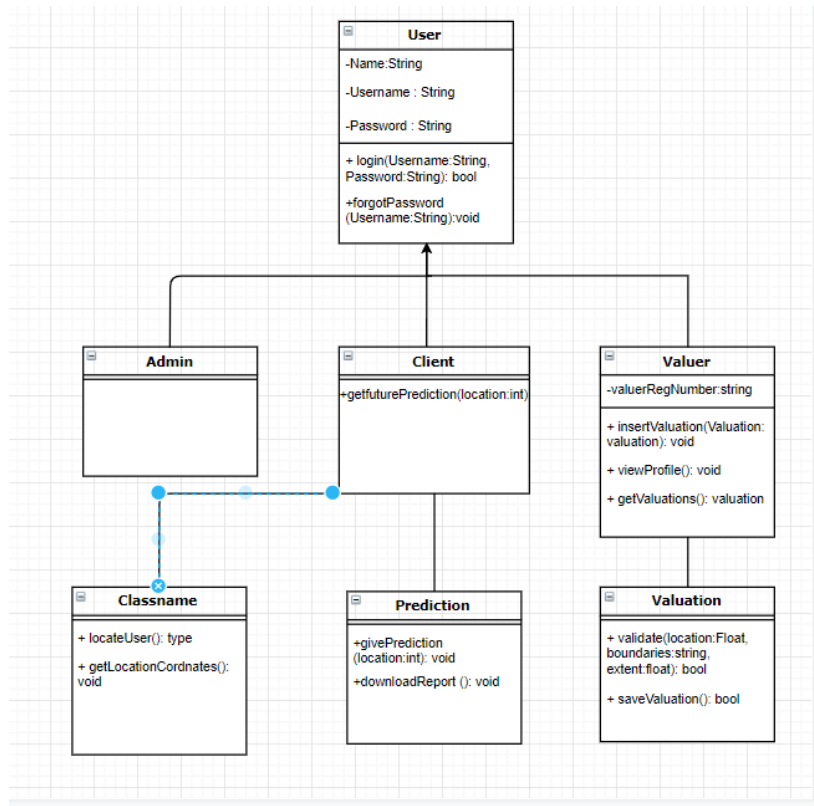 User
-Name:String
-Username : String
-Password : String
+ login(Username:String,
Password:String): bool
+forgotPassword
(Username:String):void
Admin
Client
+getfuturePrediction(location:int)
Valuer
-valuerRegNumber:string
+ insertValuation(Valuation:
valuation): void
+ viewProfile(): void
+ getValuations(): valuation
Classname
+ locateUser(): type
+ getLocationCordnates():
void
Prediction
+givePrediction
(location:int): void
+downloadReport (): void
Valuation
+ validate(location:Float,
boundaries:string,
extent:float): bool
+ saveValuation(): bool